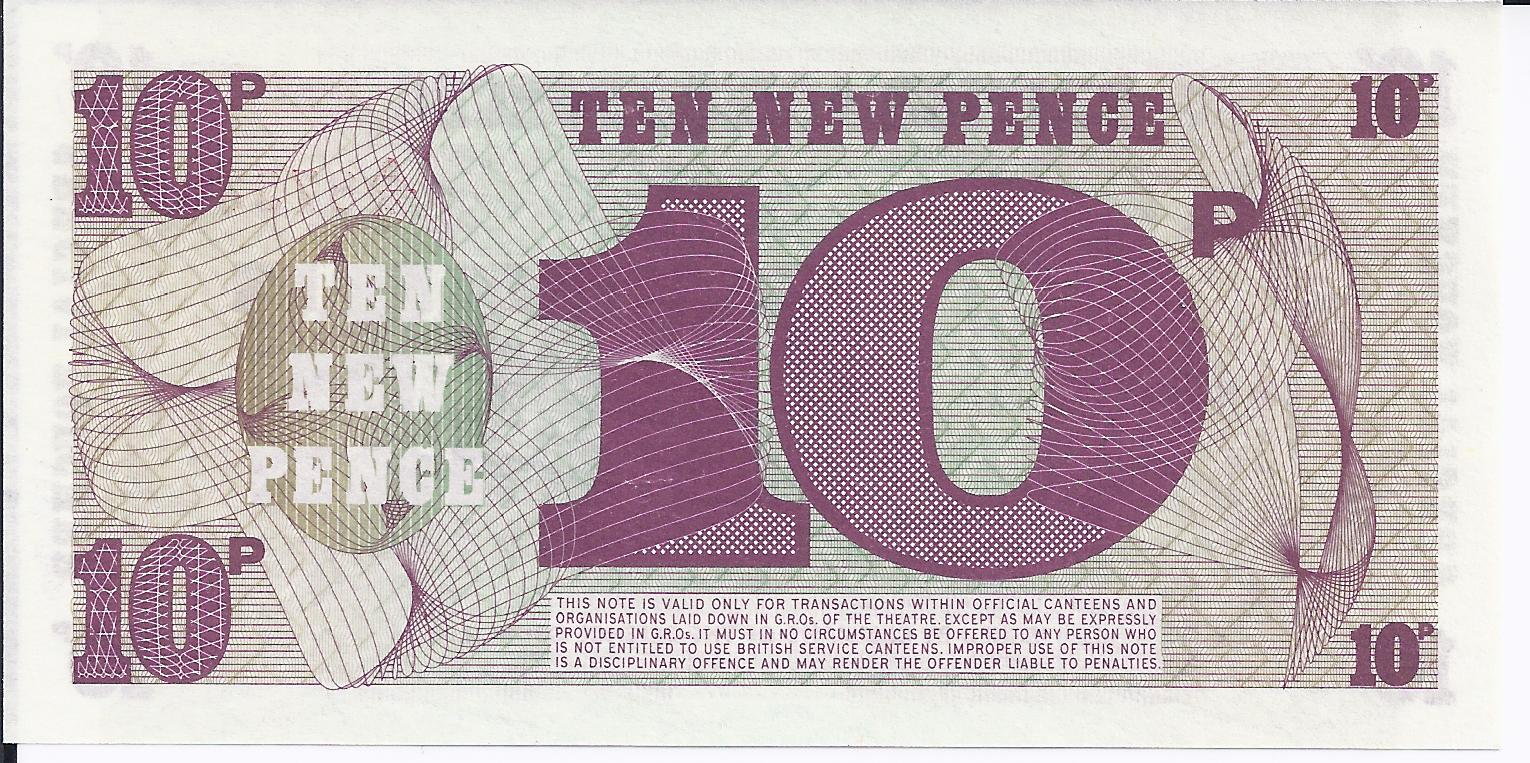 10P
TEN NEW PENCE
10P
10P
TEN
NEW
PENCE
10P
THIS NOTE IS VALID ONLY FOR TRANSACTIONS WITHIN OFFICIAL CANTEENS AND
ORGANISATIONS LAID DOWN IN G.R.Os. OF THE THEATRE. EXCEPT AS MAY BE EXPRESSLY
PROVIDED IN G.R.Os. IT MUST IN NO CIRCUMSTANCES BE OFFERED TO ANY PERSON WHO
IS NOT ENTITLED TO USE BRITISH SERVICE CANTEENS. IMPROPER USE OF THIS NOTE
IS A DISCIPLINARY OFFENCE AND MAY RENDER THE OFFENDER LIABLE TO PENALTIES.
10P